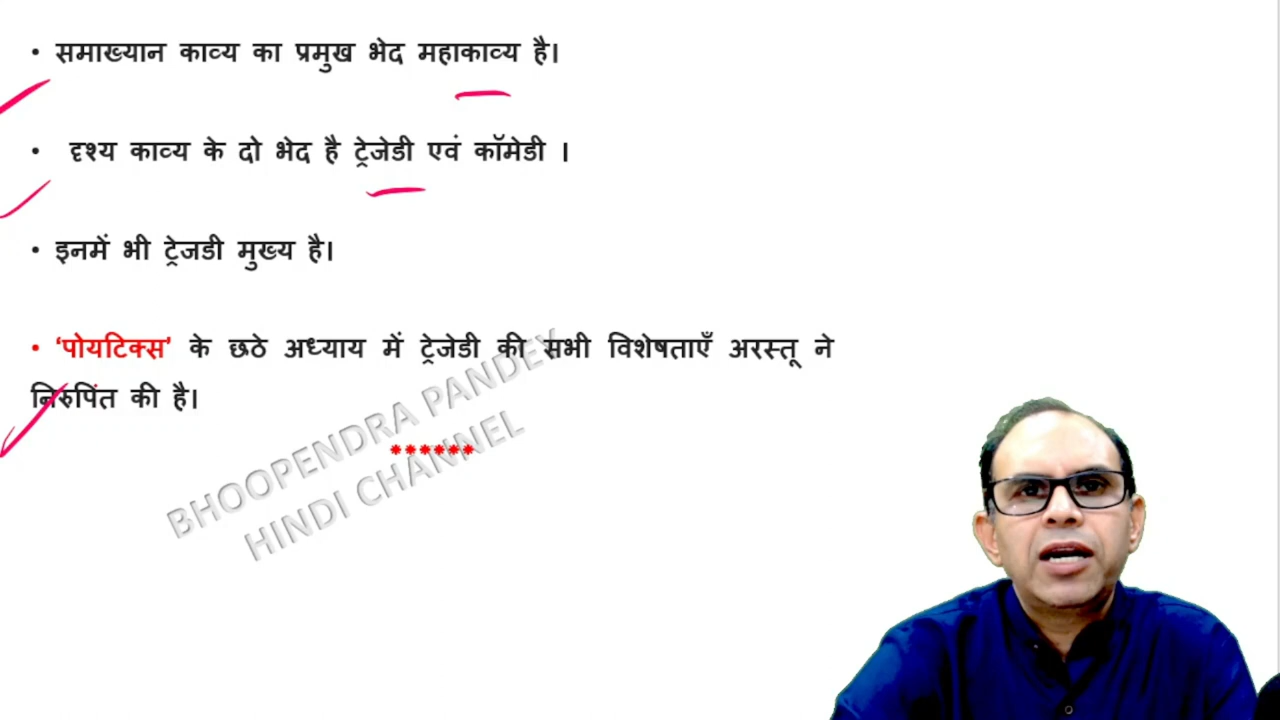 • समाख्यान काव्य का प्रमुख भेद महाकाव्य है।
• दृश्य काव्य के दो भेद है ट्रेजेडी एवं कॉमेडी ।
• इनमें भी ट्रेजडी मुख्य है।
• ‘पोयटिक्स’ के छठे अध्याय में ट्रेजेडी की सभी विशेषताएँ अरस्तू ने
निरुपिंत की है।
******
BHOOPENDRA PANDEY
HINDI CHANNEL